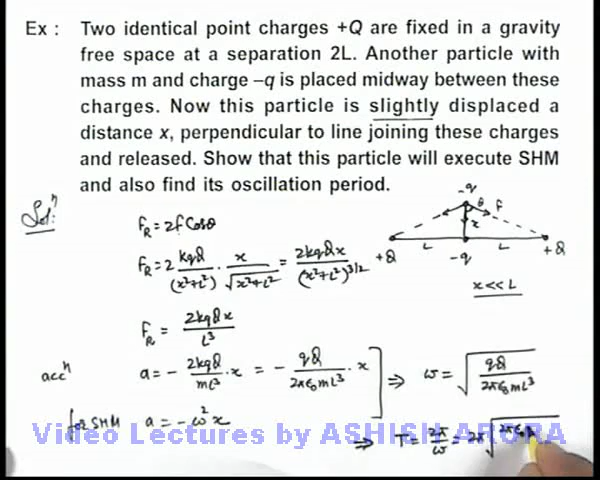 Ex : Two identical point charges +Q are fixed in a gravity
free space at a separation 2L. Another particle with
mass m and charge –q is placed midway between these
charges. Now this particle is slightly displaced a
distance x, perpendicular to line joining these charges
and released. Show that this particle will execute SHM
and also find its oscillation period.
Solⁿ:
F_R = 2F Cosθ
F_R = 2 kqQ/(x²+L²) · x/√(x²+L²) = 2kqQx/(x²+L²)^3/2
-q
θ F
x
+Q L -q L +Q
x << L
F_R = 2kqQx/L³
accⁿ a = - 2kqQ/mL³ · x = - qQ/2πε₀mL³ · x ⇒ ω = √(qQ/2πε₀mL³)
for SHM a = -ω²x
⇒ T = 2π/ω = 2π√(2πε₀
Video Lectures by ASHISH ARORA